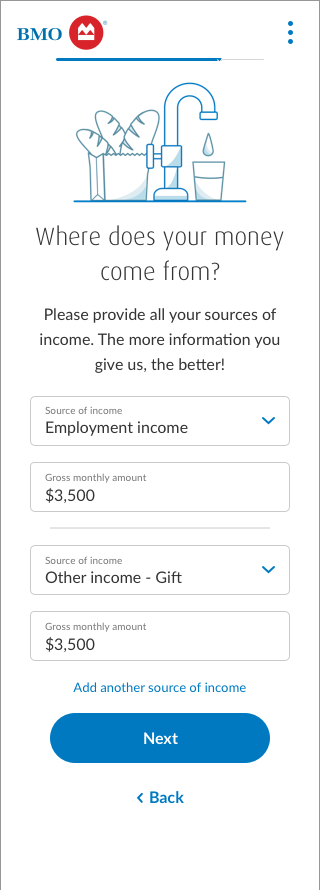 BMO
Where does your money
come from?
Please provide all your sources of
income. The more information you
give us, the better!
Source of income
Employment income
Gross monthly amount
$3,500
Source of income
Other income - Gift
Gross monthly amount
$3,500
Add another source of income
Next
Back